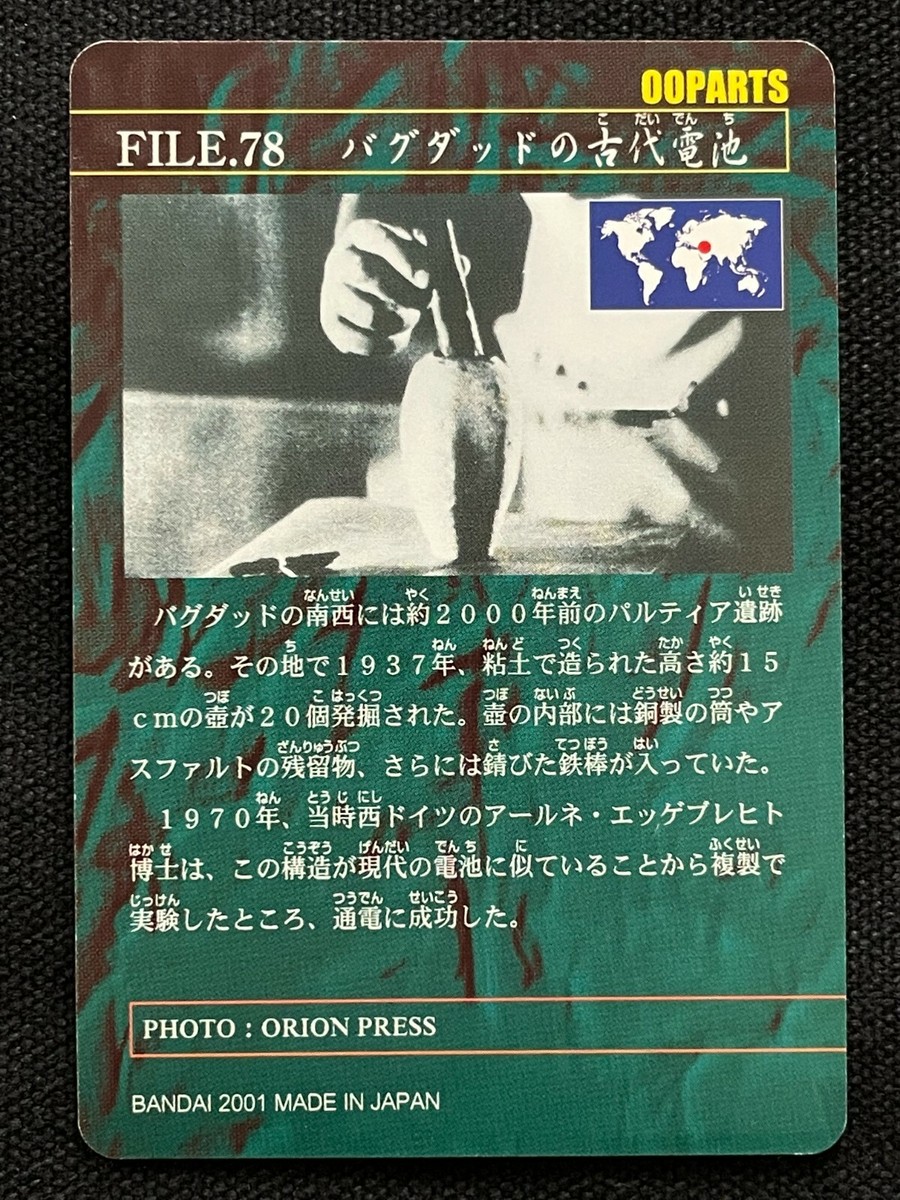 OOPARTS
FILE.78 バグダッドの古代電池
バグダッドの南西には約２０００年前のパルティア遺跡
がある。その地で１９３７年、粘土で造られた高さ約１５
ｃｍの壺が２０個発掘された。壺の内部には銅製の筒やア
スファルトの残留物、さらには錆びた鉄棒が入っていた。
１９７０年、当時西ドイツのアールネ・エッゲブレヒト
博士は、この構造が現代の電池に似ていることから複製で
実験したところ、通電に成功した。
PHOTO : ORION PRESS
BANDAI 2001 MADE IN JAPAN